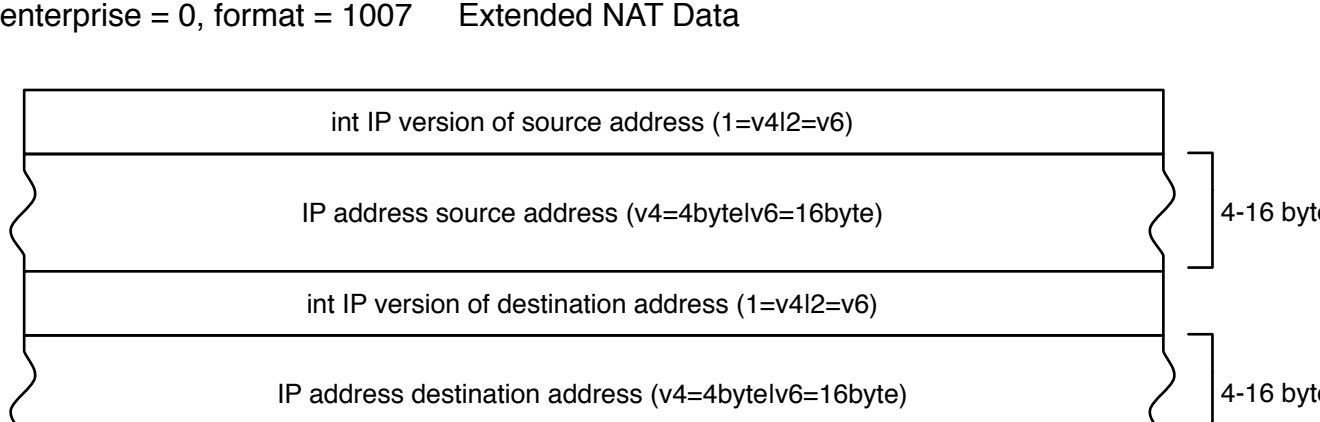 enterprise = 0, format = 1007 Extended NAT Data
int IP version of source address (1=v4|2=v6)
IP address source address (v4=4byte|v6=16byte)
4-16
int IP version of destination address (1=v4|2=v6)
IP address destination address (v4=4byte|v6=16byte)
4-16